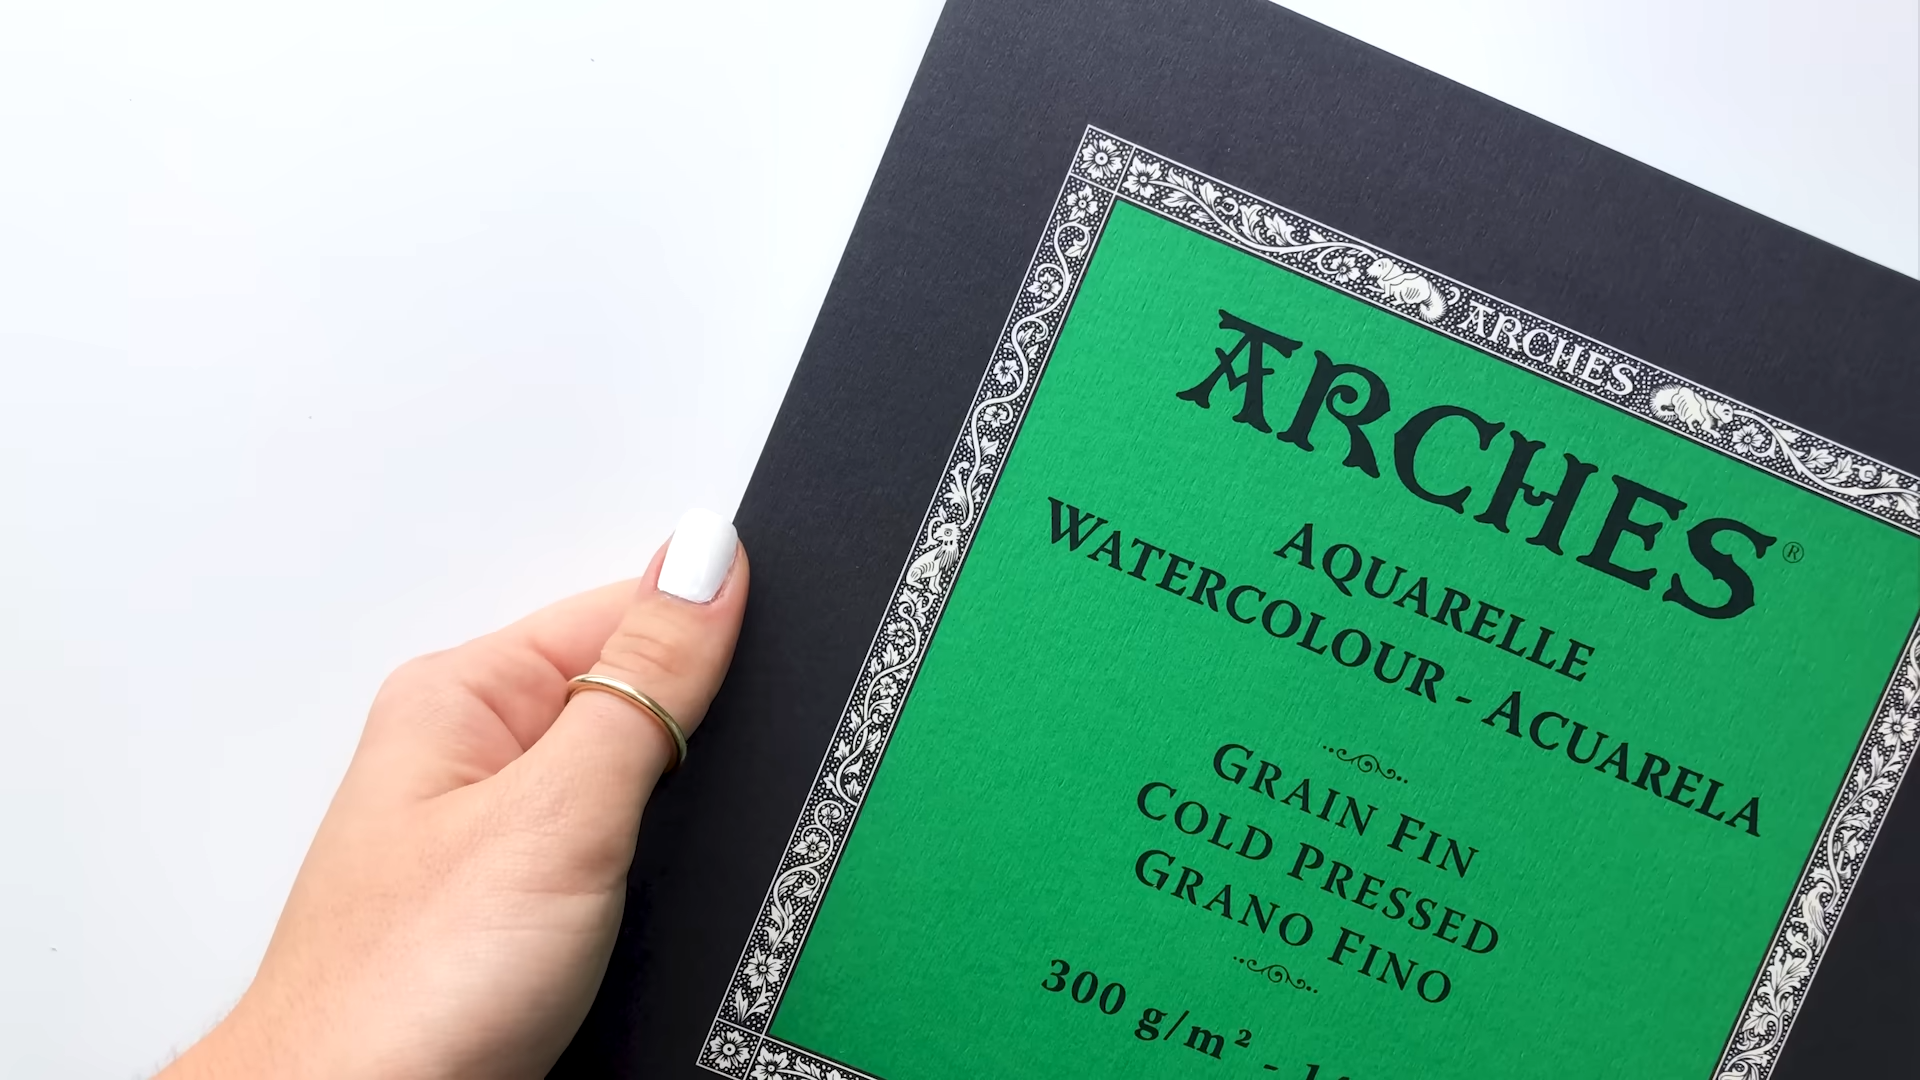 ARCHES
ARCHES®
AQUARELLE
WATERCOLOUR - ACUARELA
GRAIN FIN
COLD PRESSED
GRANO FINO
300 g/m² -